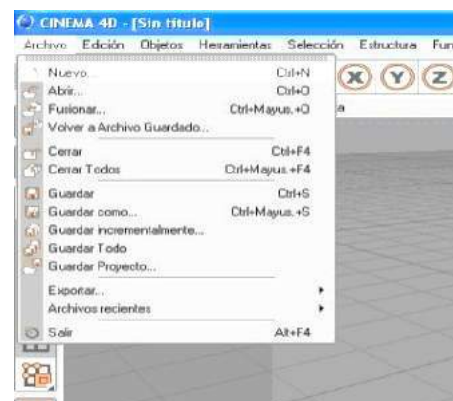 CINEMA 4D - [Sin título]
Archivo Edición Objetos Herramientas Selección Estructura Fun
Nuevo... Ctrl+N
Abrir... Ctrl+O
Fusionar... Ctrl+Mayus.+O
Volver a Archivo Guardado...
Cerrar Ctrl+F4
Cerrar Todos Ctrl+Mayus.+F4
Guardar Ctrl+S
Guardar como... Ctrl+Mayus.+S
Guardar incrementalmente...
Guardar Todo
Guardar Proyecto...
Exportar...
Archivos recientes
Salir Alt+F4
X Y Z
a